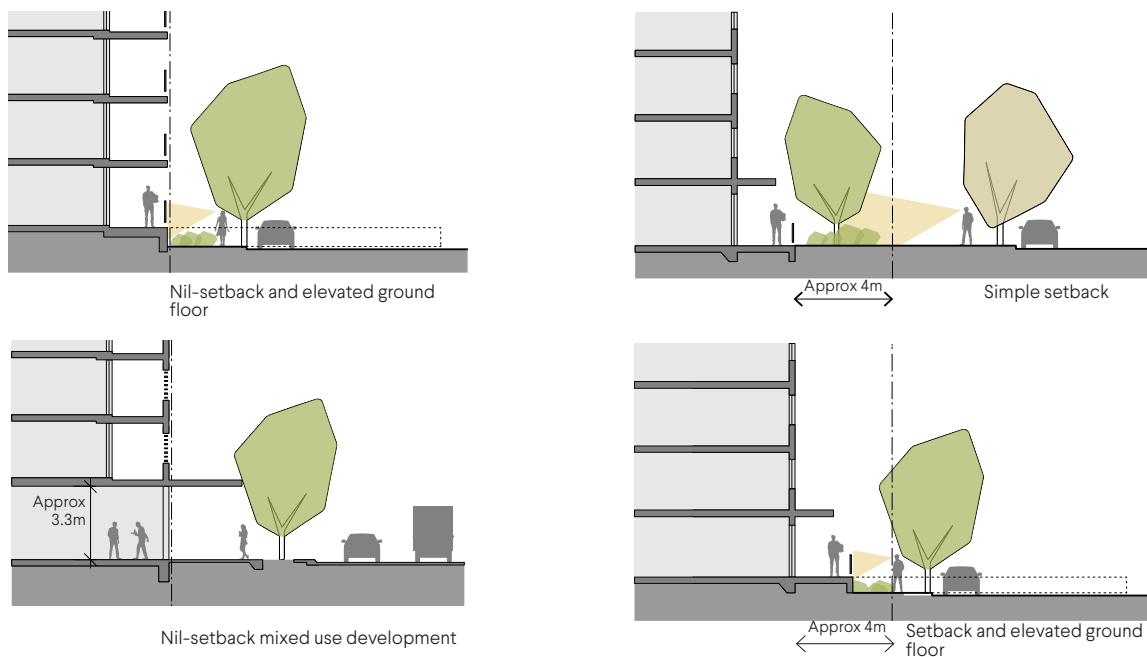 Nil-setback and elevated ground
floor
Approx 4m
Simple setback
Approx
3.3m
Nil-setback mixed use development
Approx 4m
Setback and elevated ground
floor